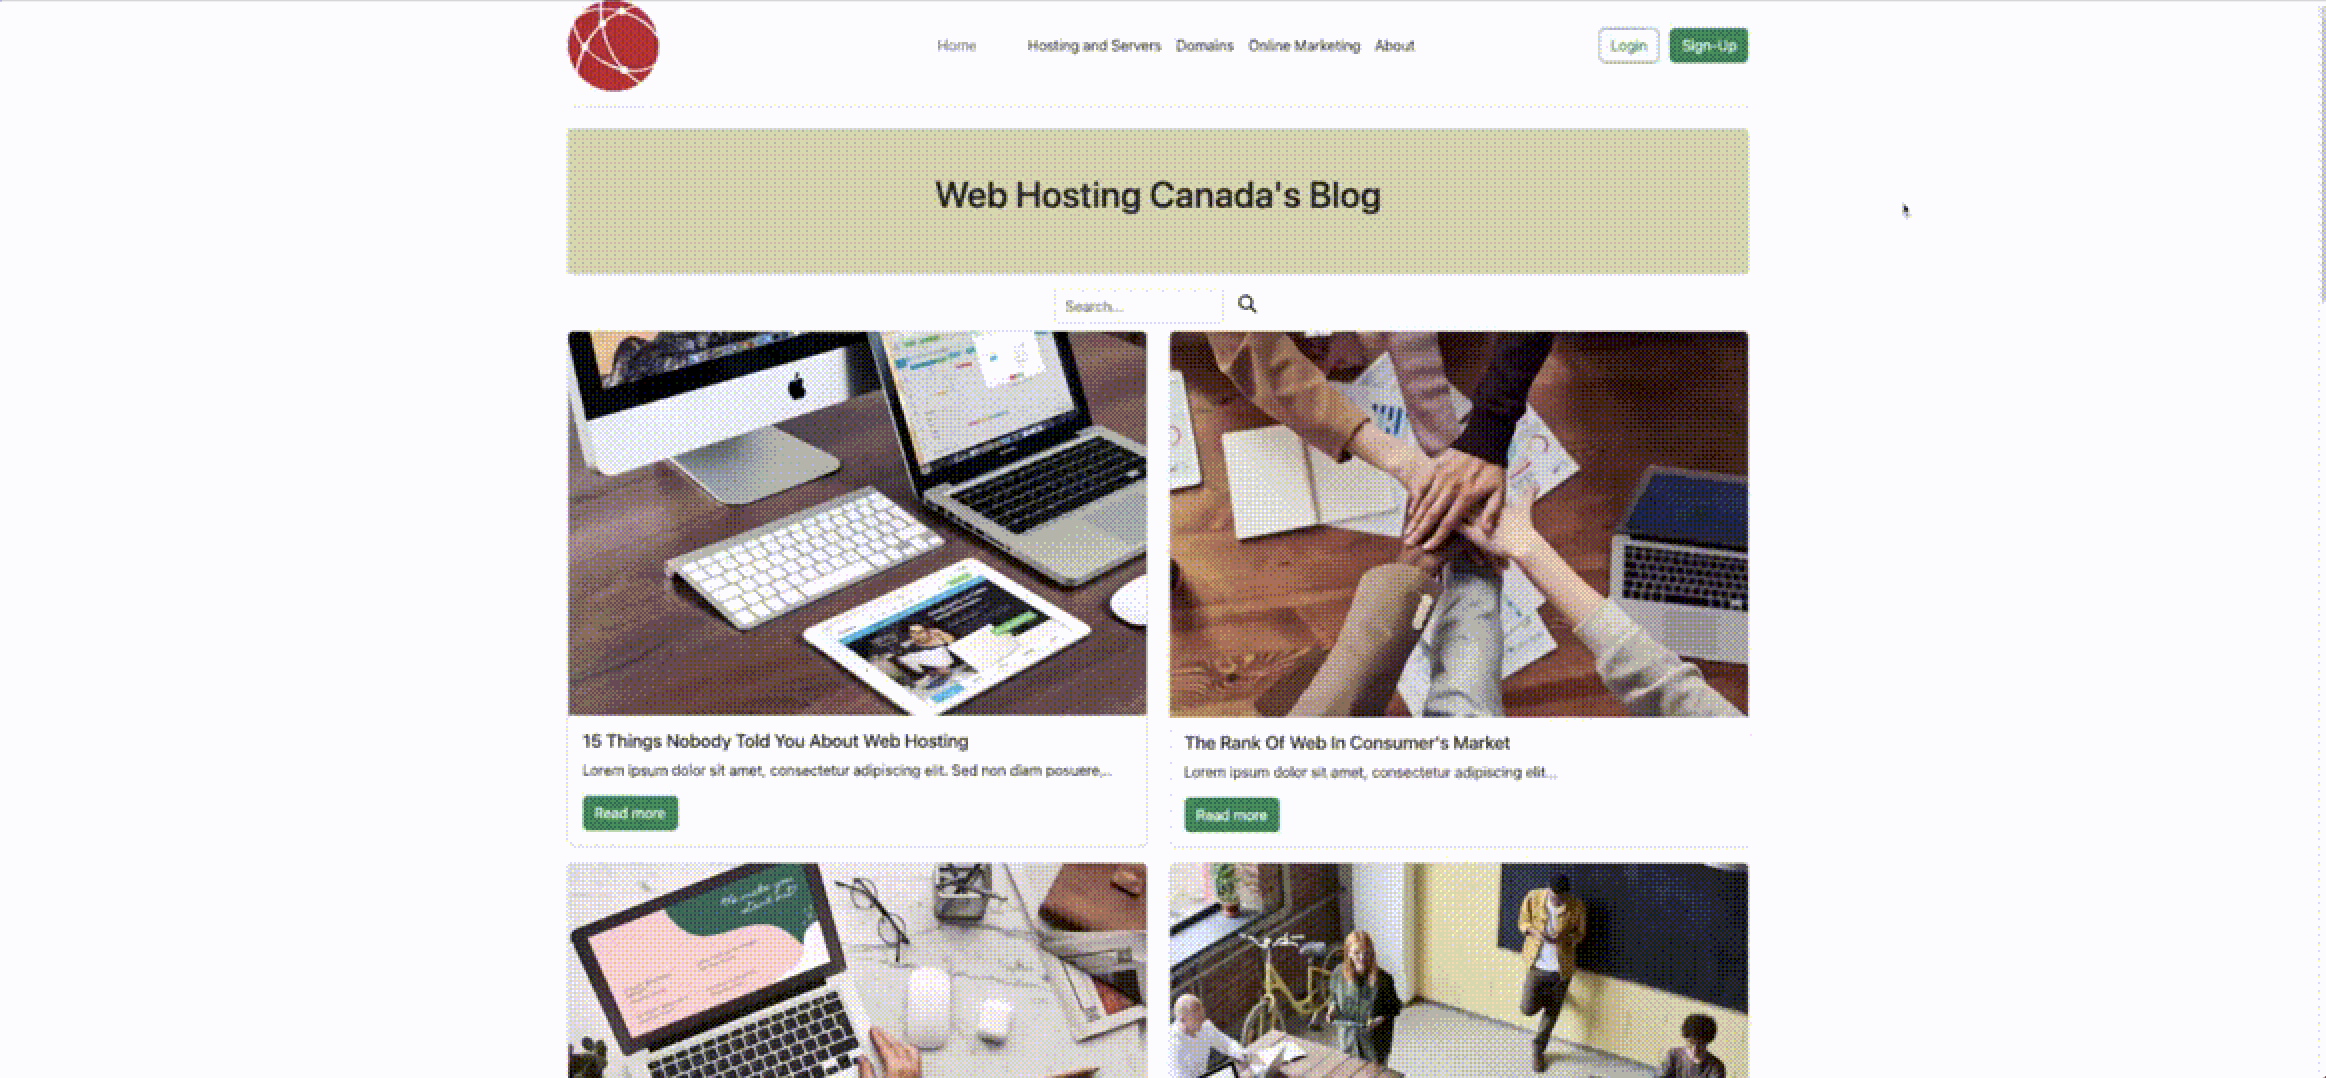 Home Hosting and Servers Domains Online Marketing About Login Sign-Up
Web Hosting Canada's Blog
Search...
15 Things Nobody Told You About Web Hosting
Lorem ipsum dolor sit amet, consectetur adipiscing elit. Sed non diam posuere,...
Read more
The Rank Of Web In Consumer's Market
Lorem ipsum dolor sit amet, consectetur adipiscing elit...
Read more